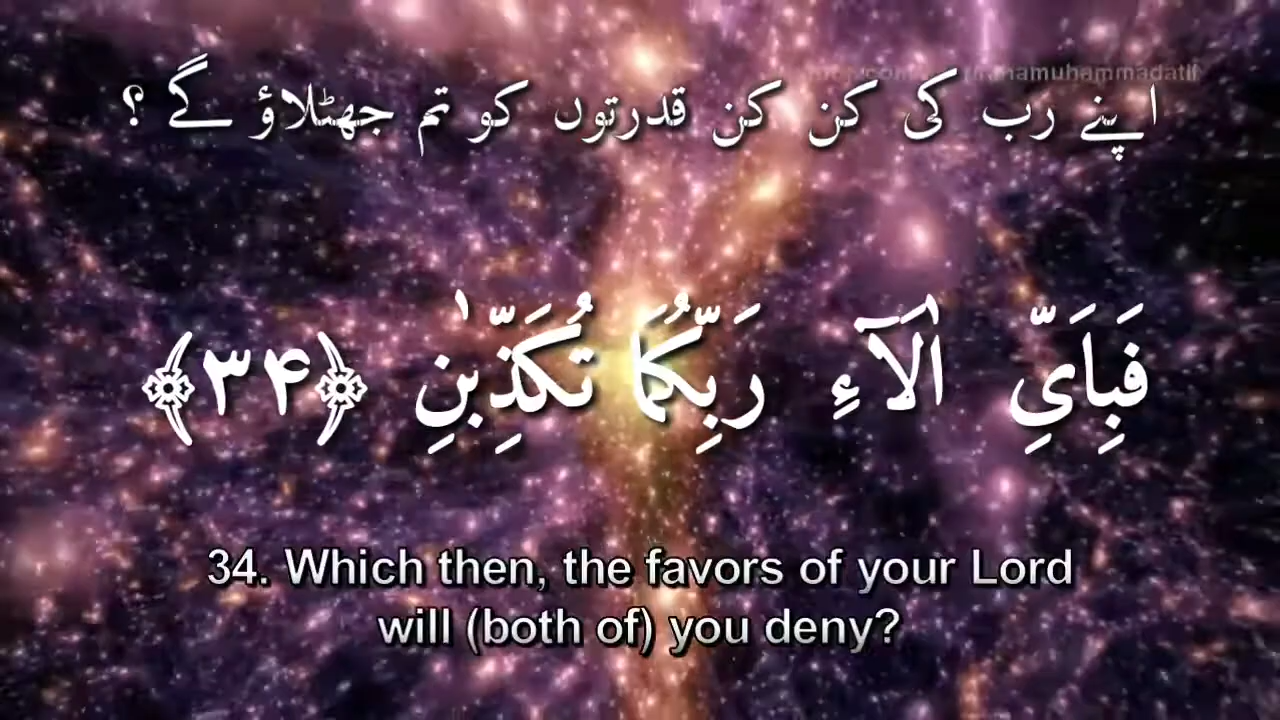 اپنے رب کی کن کن قدرتوں کو تم جھٹلاؤ گے ؟
فَبِاَیِّ اٰلَآءِ رَبِّکُمَا تُکَذِّبٰنِ ﴿۳۴﴾
34. Which then, the favors of your Lord
will (both of) you deny?